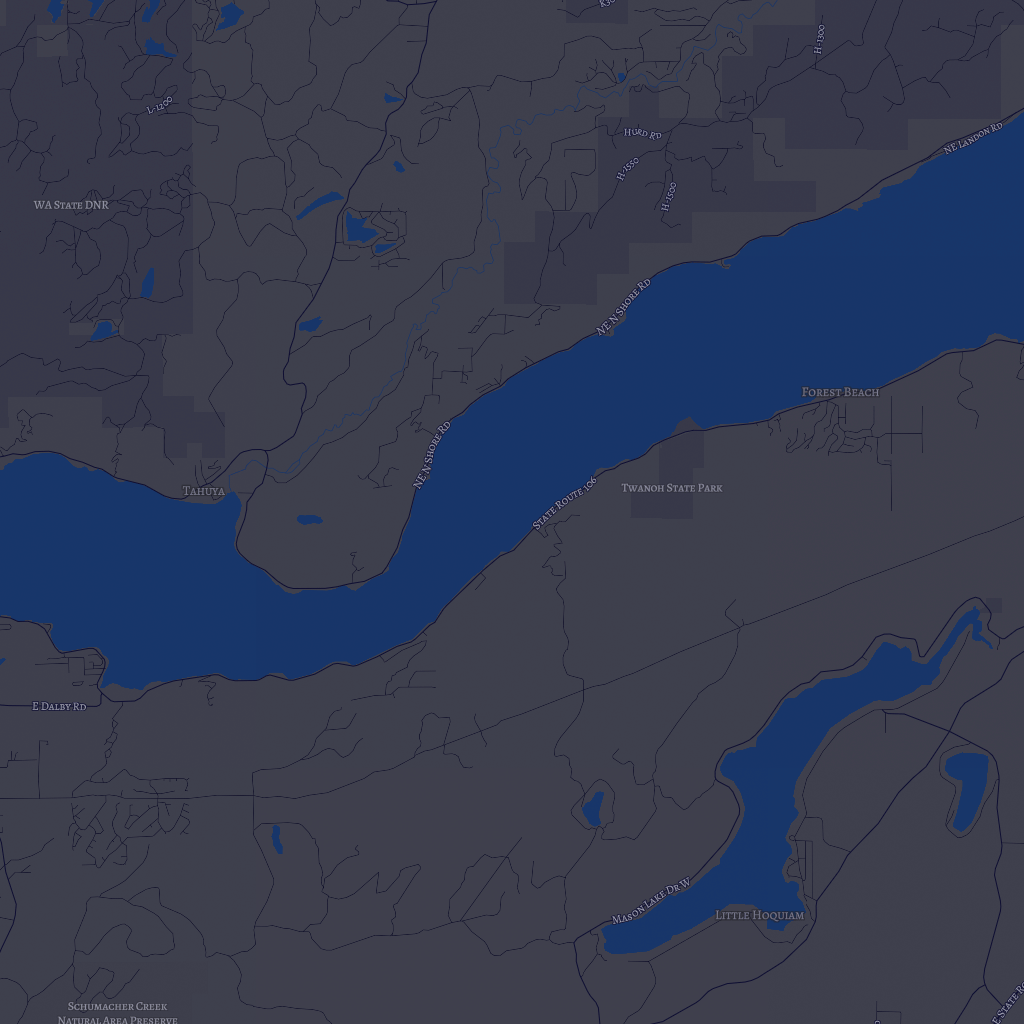 H-1300
L-1200
Hurd Rd
NE Landon Rd
H-1550
H-1500
WA State DNR
NE N Shore Rd
Forest Beach
NE N Shore Rd
Tahuya
Twanoh State Park
State Route 106
E Dalby Rd
Mason Lake Dr W
Little Hoquiam
Schumacher Creek
Natural Area Preserve